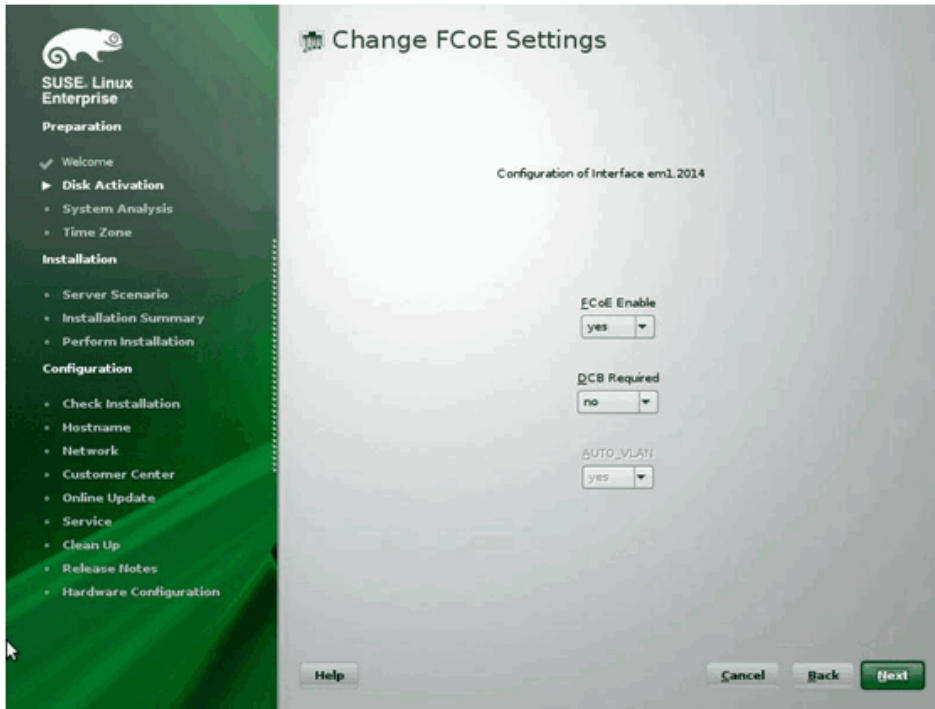 SUSE. Linux
Enterprise
Preparation
Welcome
Disk Activation
System Analysis
Time Zone
Installation
Server Scenario
Installation Summary
Perform Installation
Configuration
Check Installation
Hostname
Network
Customer Center
Online Update
Service
Clean Up
Release Notes
Hardware Configuration
Change FCoE Settings
Configuration of Interface em1.2014
FCoE Enable
yes
DCB Required
no
AUTO_VLAN
yes
Help
Cancel
Back
Next